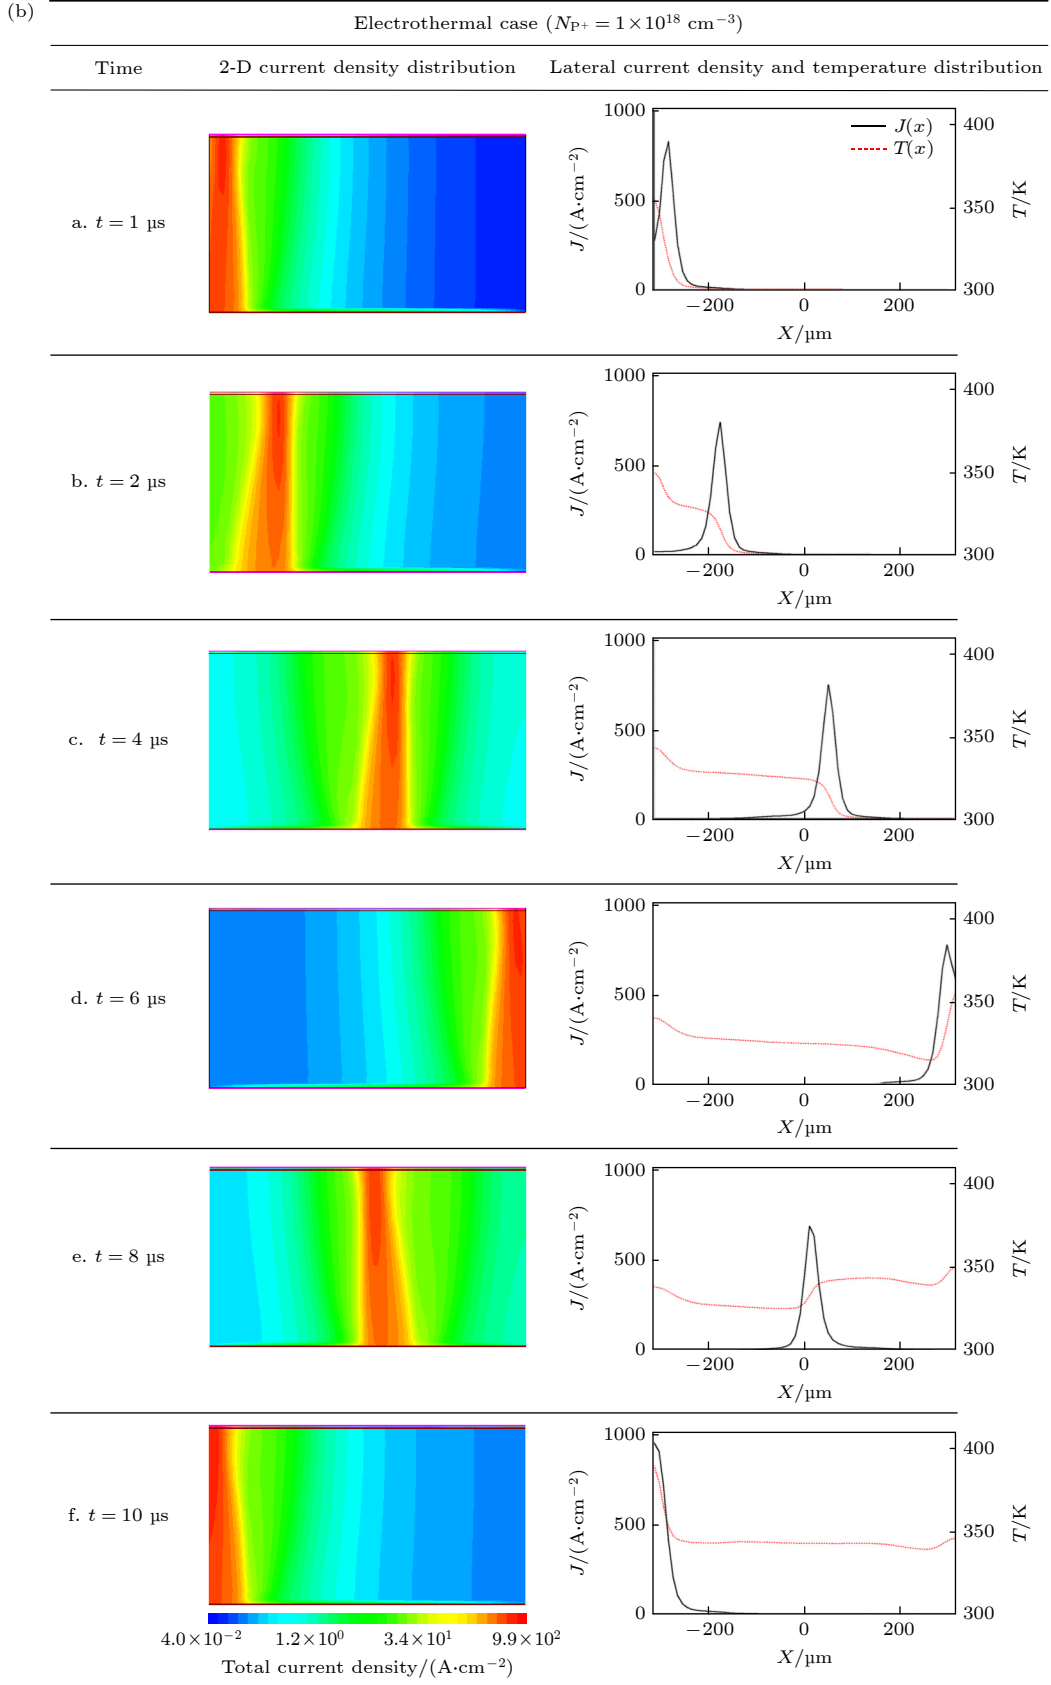 (b)
Electrothermal case (N_P+ = 1×10^18 cm^−3)
Time 2-D current density distribution Lateral current density and temperature distribution
1000 400
J(x)
T(x)
J/(A·cm^−2)
T/K
a. t = 1 µs
500 350
0 300
−200 0 200
X/µm
1000 400
J/(A·cm^−2)
T/K
b. t = 2 µs
500 350
0 300
−200 0 200
X/µm
1000 400
J/(A·cm^−2)
T/K
c. t = 4 µs
500 350
0 300
−200 0 200
X/µm
1000 400
J/(A·cm^−2)
T/K
d. t = 6 µs
500 350
0 300
−200 0 200
X/µm
1000 400
J/(A·cm^−2)
T/K
e. t = 8 µs
500 350
0 300
−200 0 200
X/µm
1000 400
J/(A·cm^−2)
T/K
f. t = 10 µs
500 350
0 300
−200 0 200
X/µm
4.0×10^−2 1.2×10^0 3.4×10^1 9.9×10^2
Total current density/(A·cm^−2)